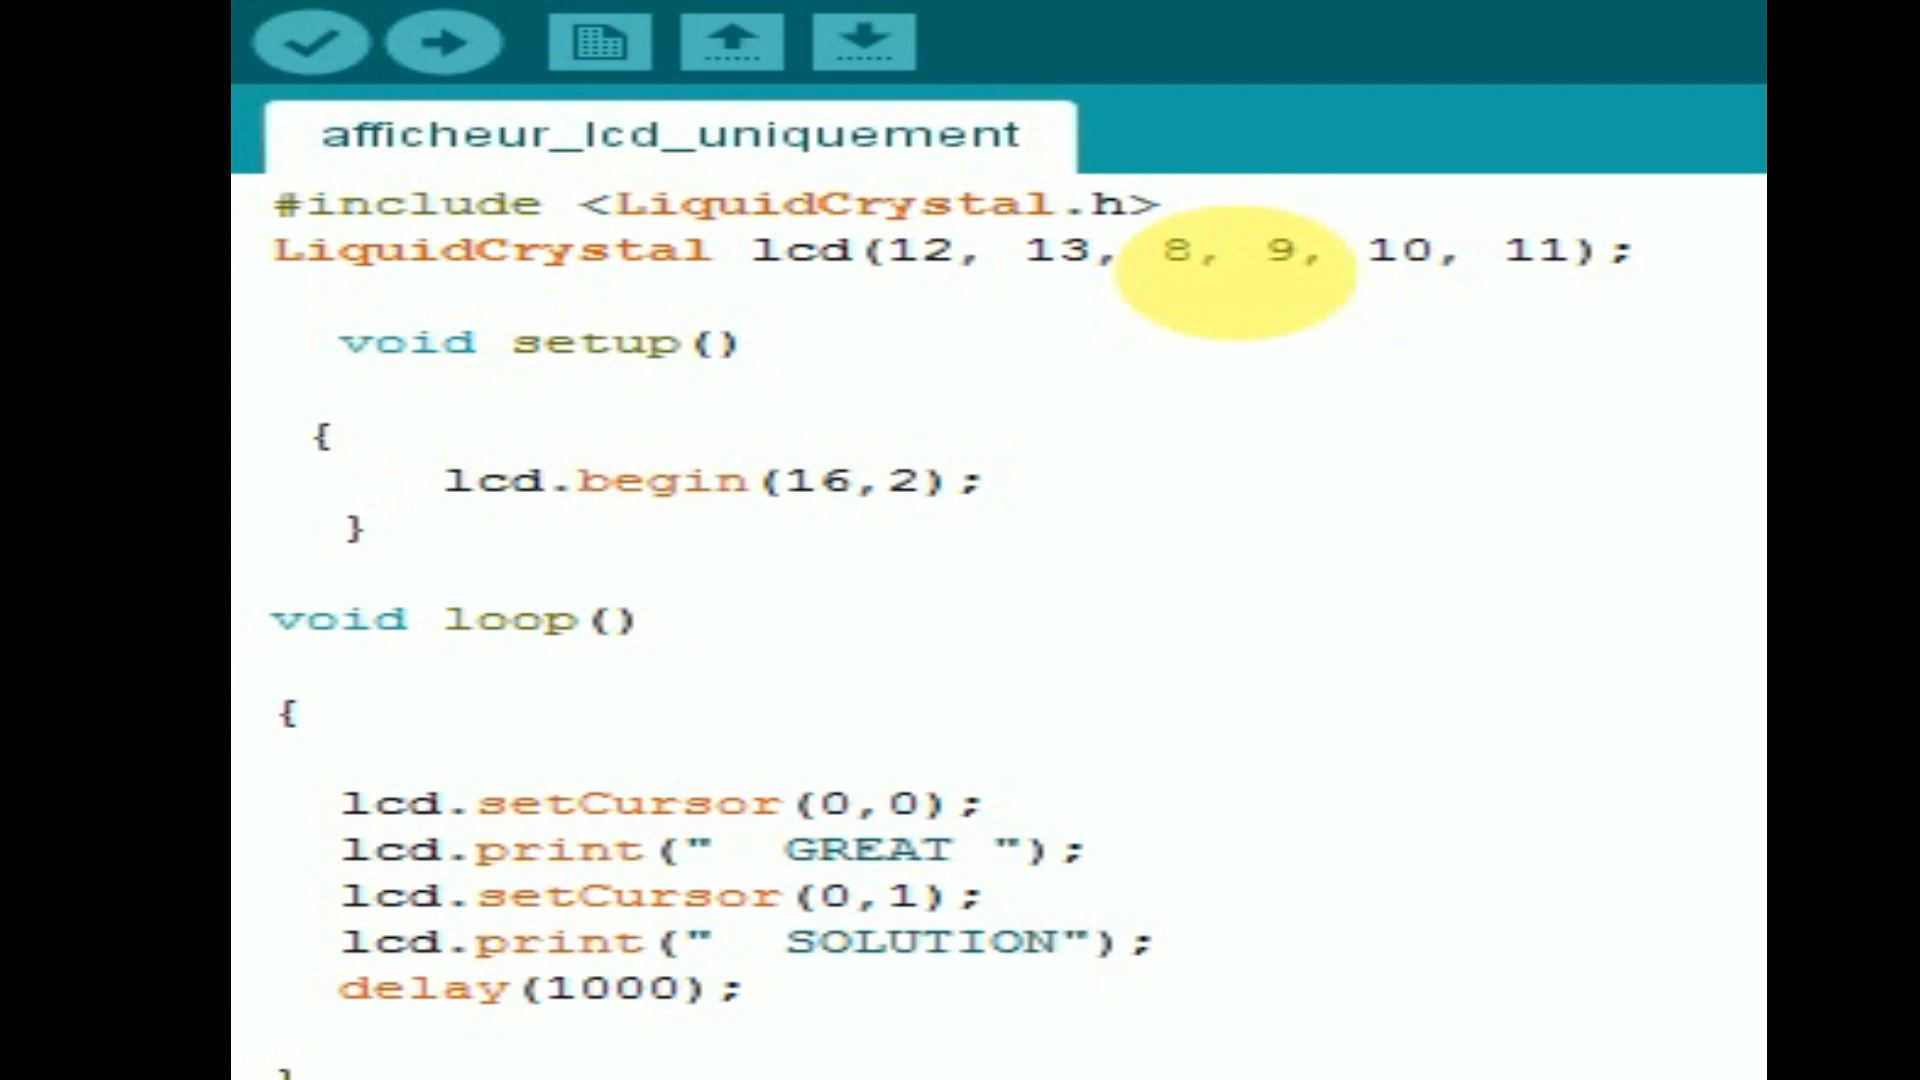 afficheur_lcd_uniquement
#include <LiquidCrystal.h>
LiquidCrystal lcd(12, 13, 8, 9, 10, 11);
void setup()
{
lcd.begin(16,2);
}
void loop()
{
lcd.setCursor(0,0);
lcd.print("  GREAT ");
lcd.setCursor(0,1);
lcd.print("  SOLUTION");
delay(1000);
}